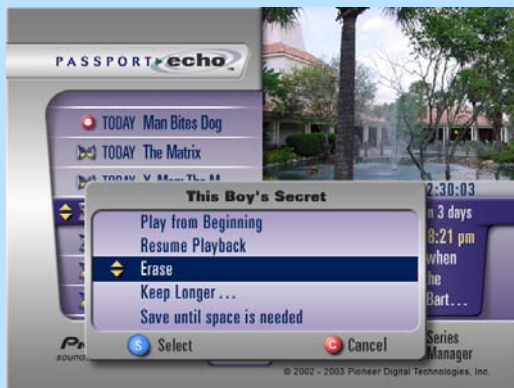 PASSPORT echo
TODAY Man Bites Dog
TODAY The Matrix
TODAY
2:30:03
This Boy's Secret
n 3 days
Play from Beginning
8:21 pm
Resume Playback
when
Erase
he
Keep Longer . . .
Bart . . .
Save until space is needed
S Select
C Cancel
Series
Manager
© 2002 - 2003 Pioneer Digital Technologies, Inc.